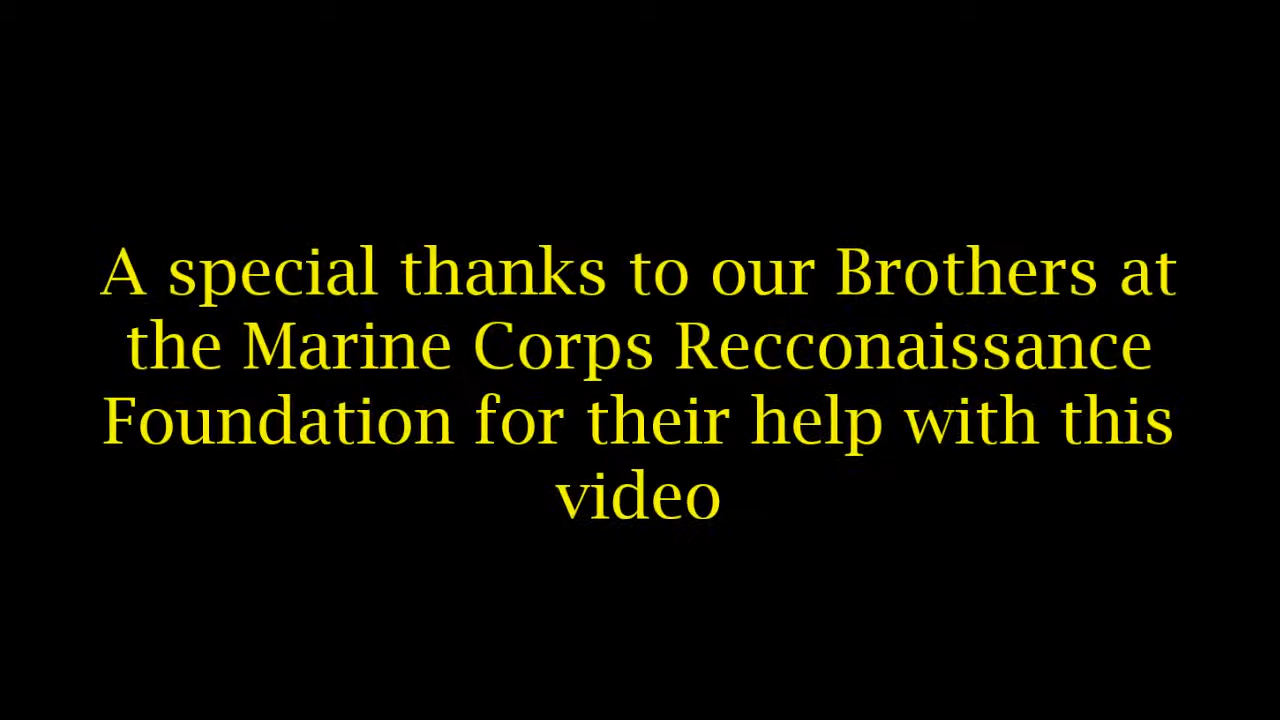 A special thanks to our Brothers at
the Marine Corps Recconaissance
Foundation for their help with this
video